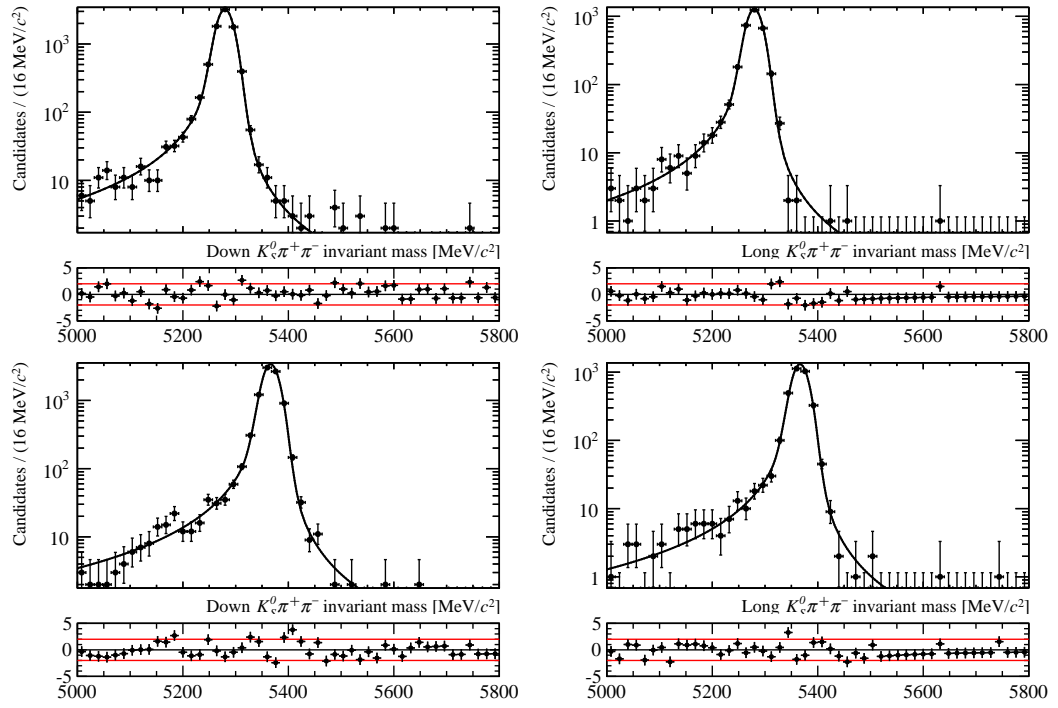 Candidates / (16 MeV/c²)
10³
10²
10
Down K⁰S π⁺π⁻ invariant mass [MeV/c²]
5
0
-5
5000 5200 5400 5600 5800
Candidates / (16 MeV/c²)
10³
10²
10
1
Long K⁰S π⁺π⁻ invariant mass [MeV/c²]
5
0
-5
5000 5200 5400 5600 5800
Candidates / (16 MeV/c²)
10³
10²
10
Down K⁰S π⁺π⁻ invariant mass [MeV/c²]
5
0
-5
5000 5200 5400 5600 5800
Candidates / (16 MeV/c²)
10³
10²
10
1
Long K⁰S π⁺π⁻ invariant mass [MeV/c²]
5
0
-5
5000 5200 5400 5600 5800